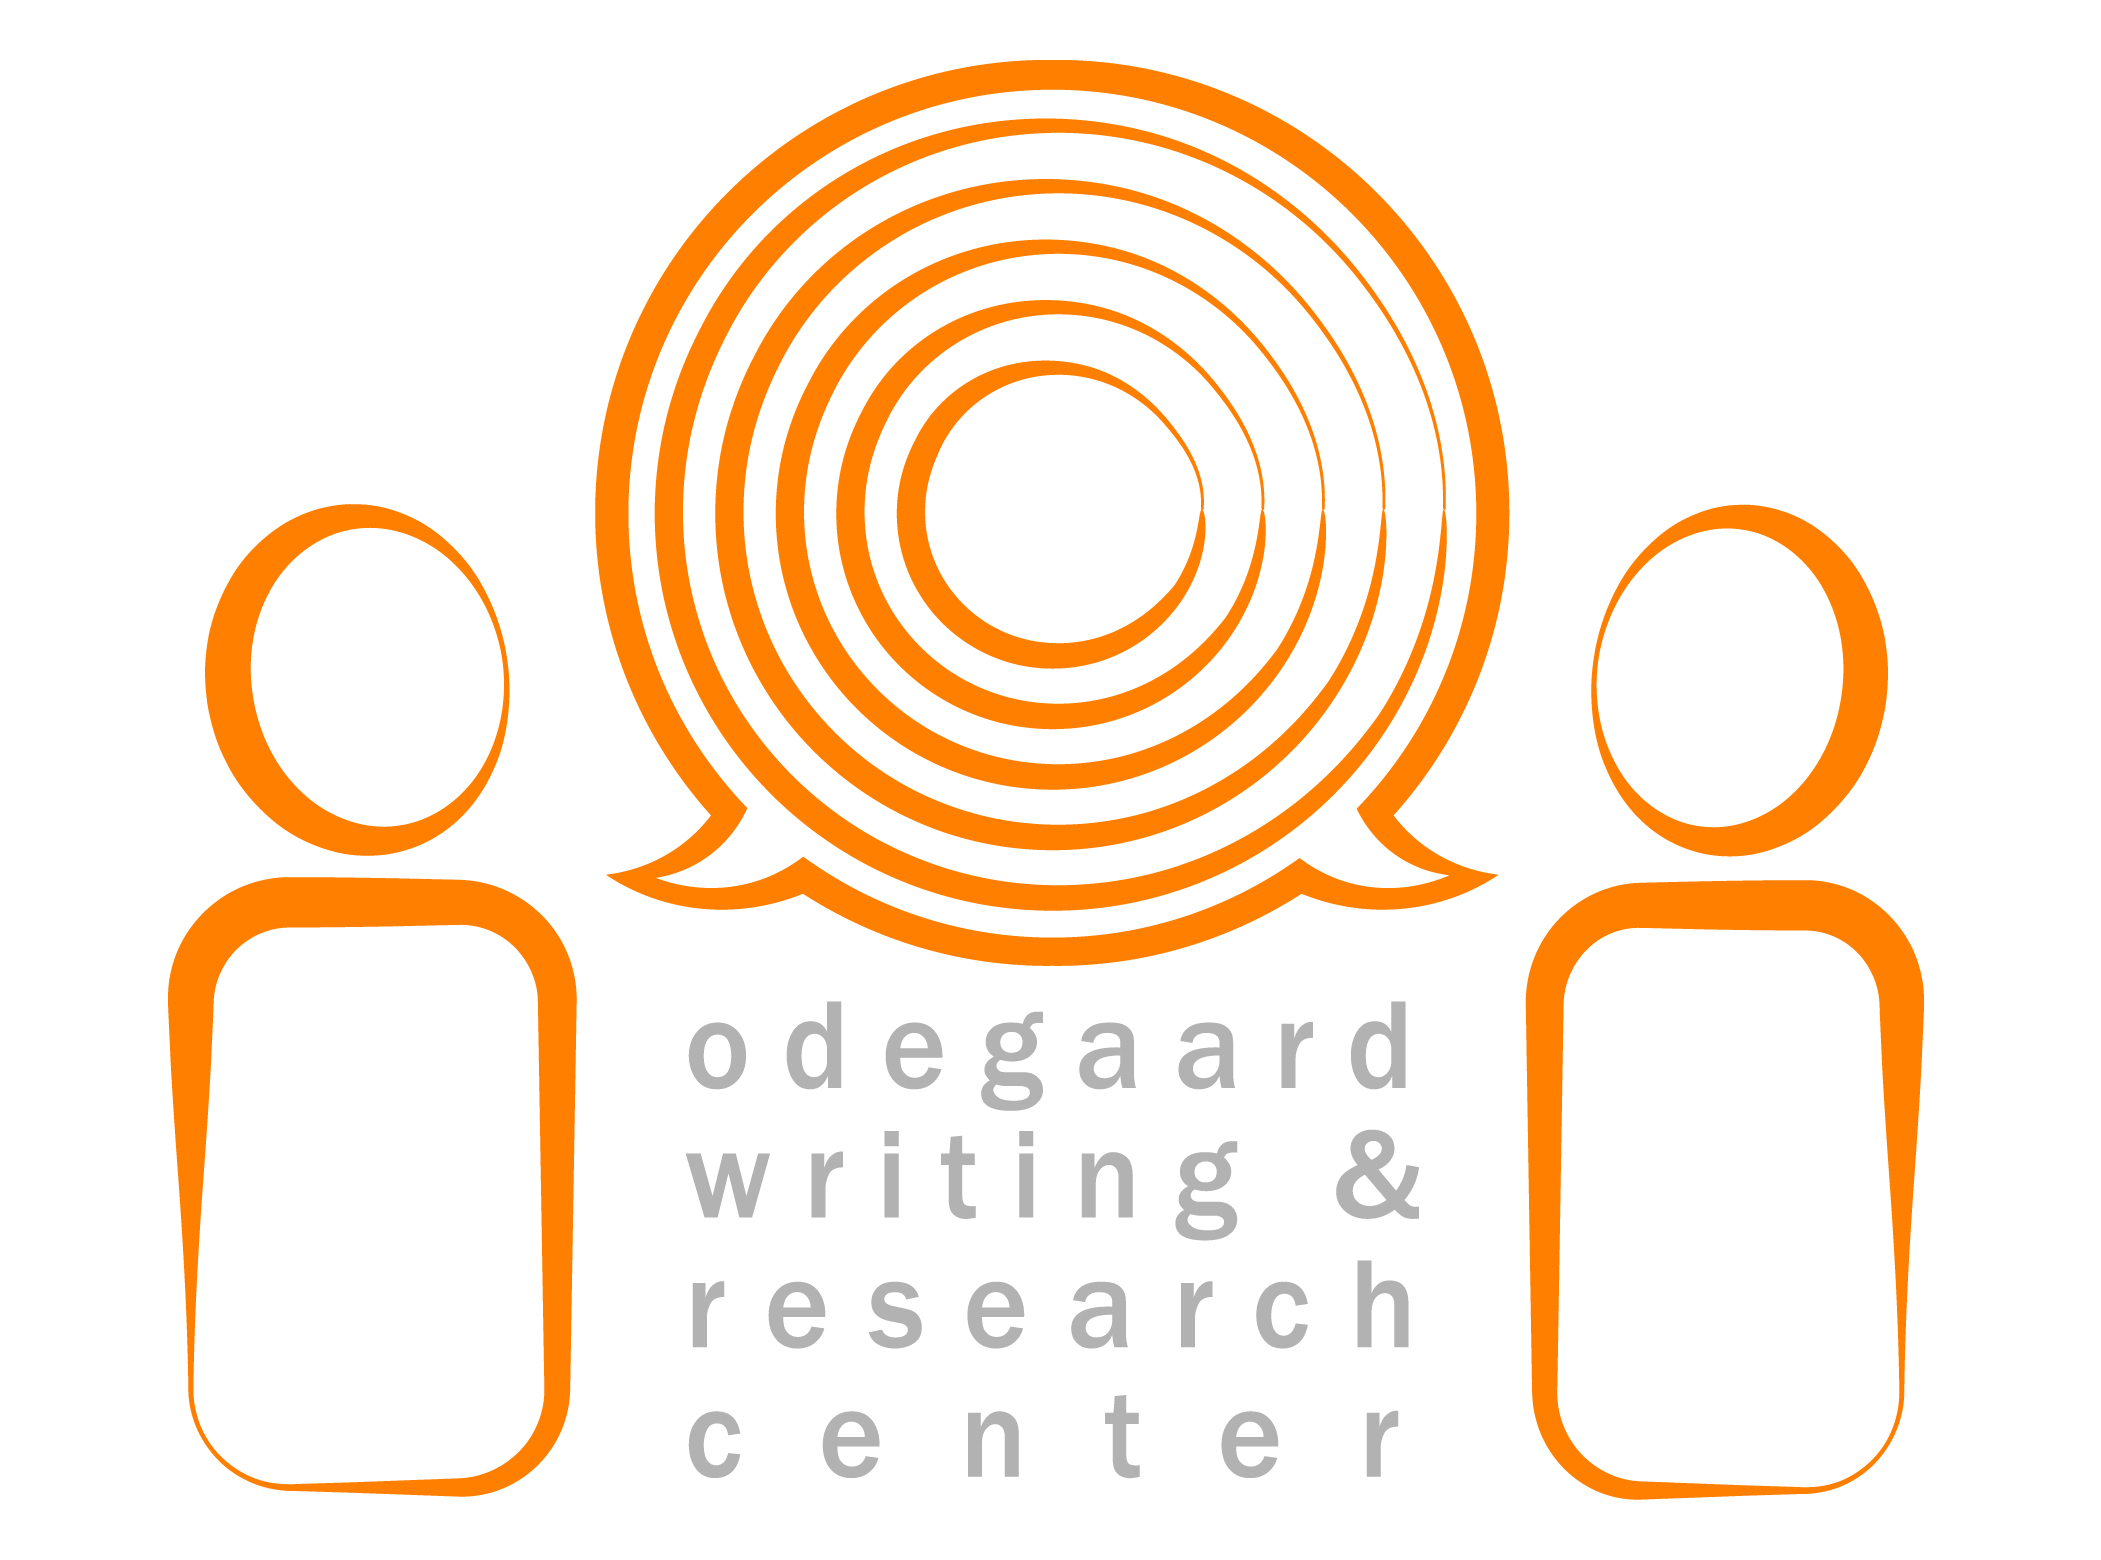 odegaard
writing &
research
center